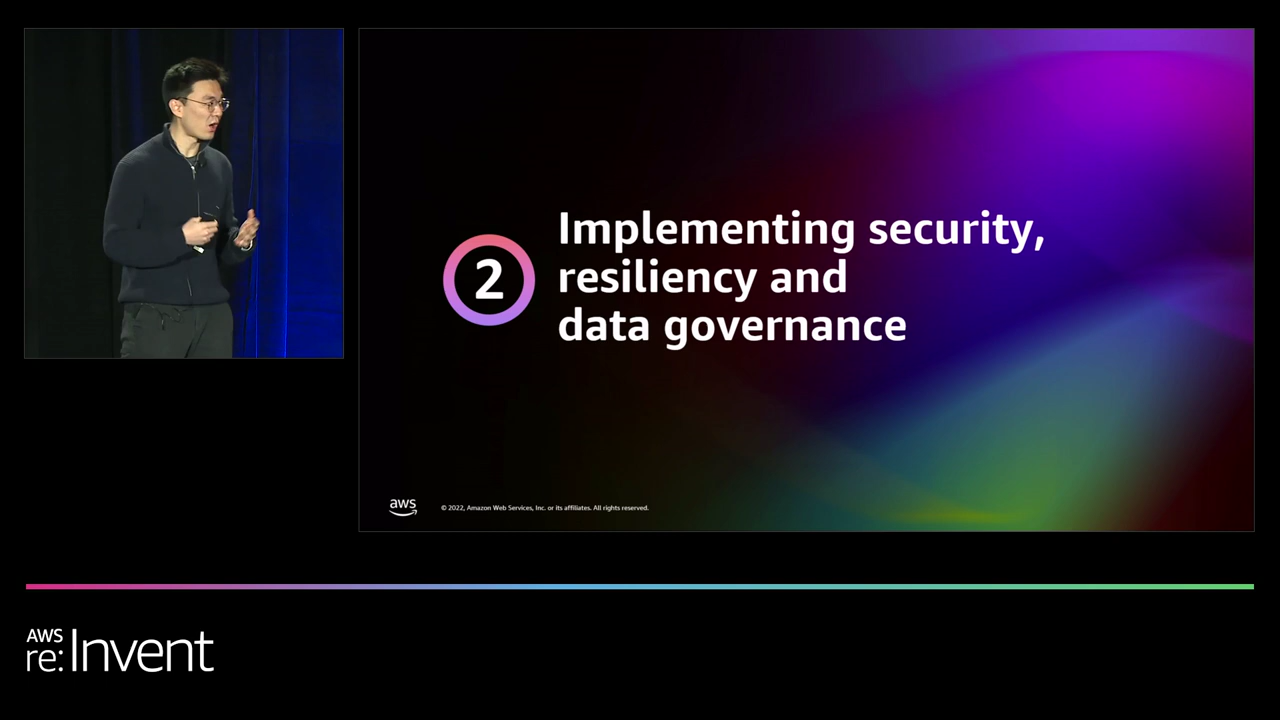 2
Implementing security,
resiliency and
data governance
aws
© 2022, Amazon Web Services, Inc. or its affiliates. All rights reserved.
AWS
re:Invent